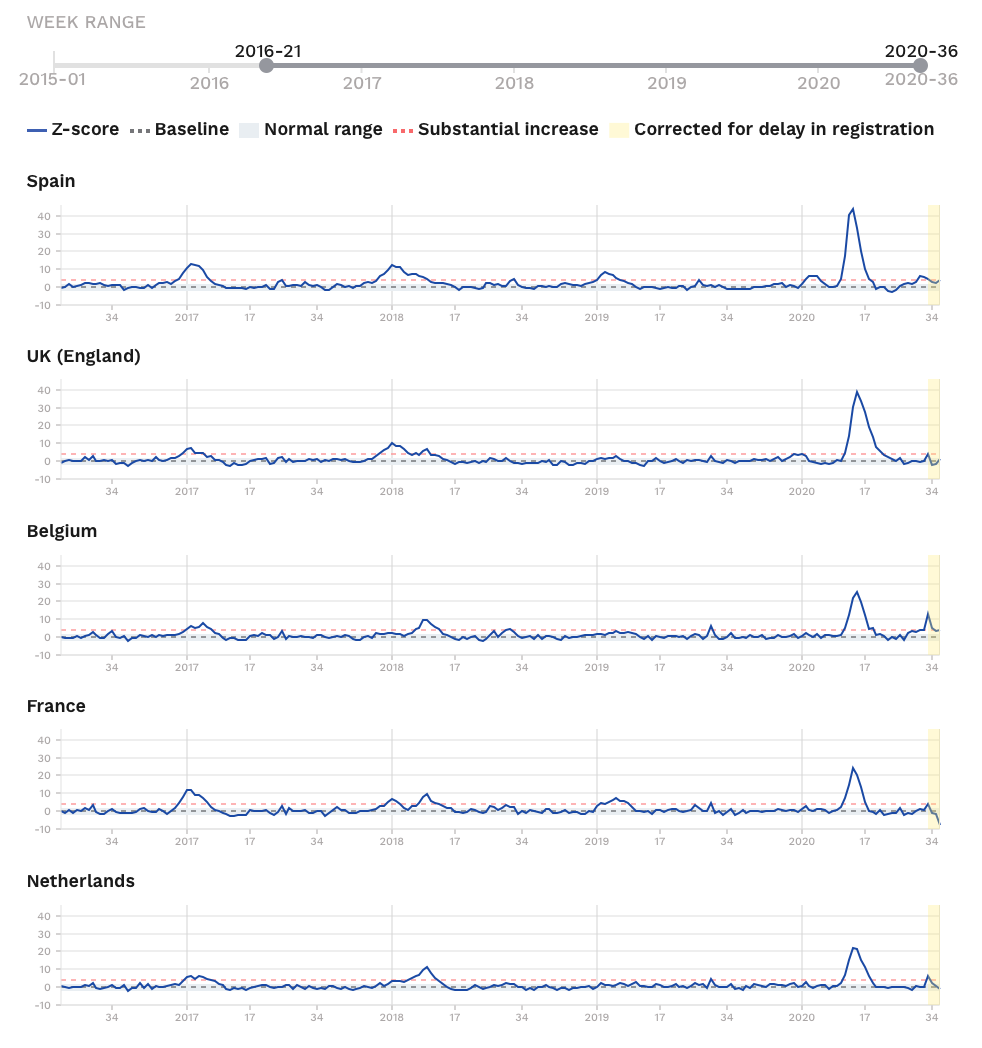 WEEK RANGE
2016-21 2020-36
2015-01 2016 2017 2018 2019 2020 2020-36
Z-score Baseline Normal range Substantial increase Corrected for delay in registration
Spain
40
30
20
10
0
-10
34 2017 17 34 2018 17 34 2019 17 34 2020 17 34
UK (England)
40
30
20
10
0
-10
34 2017 17 34 2018 17 34 2019 17 34 2020 17 34
Belgium
40
30
20
10
0
-10
34 2017 17 34 2018 17 34 2019 17 34 2020 17 34
France
40
30
20
10
0
-10
34 2017 17 34 2018 17 34 2019 17 34 2020 17 34
Netherlands
40
30
20
10
0
-10
34 2017 17 34 2018 17 34 2019 17 34 2020 17 34